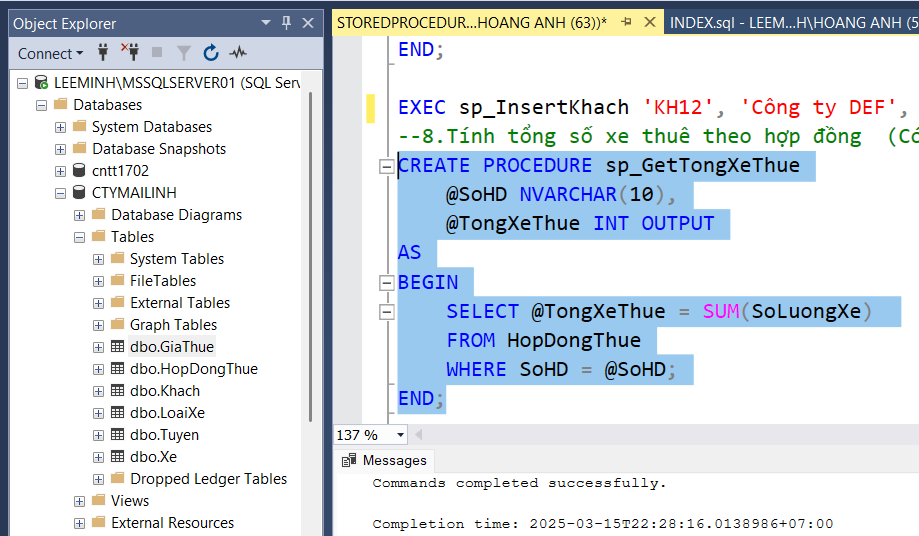 Object Explorer
Connect
LEEMINH\MSSQLSERVER01 (SQL Serv
Databases
System Databases
Database Snapshots
cntt1702
CTYMAILINH
Database Diagrams
Tables
System Tables
FileTables
External Tables
Graph Tables
dbo.GiaThue
dbo.HopDongThue
dbo.Khach
dbo.LoaiXe
dbo.Tuyen
dbo.Xe
Dropped Ledger Tables
Views
External Resources
STOREDPROCEDUR...HOANG ANH (63))*
INDEX.sql - LEEM...H\HOANG ANH (5
END;
EXEC sp_InsertKhach 'KH12', 'Công ty DEF',
--8.Tính tổng số xe thuê theo hợp đồng (Có
CREATE PROCEDURE sp_GetTongXeThue
@SoHD NVARCHAR(10),
@TongXeThue INT OUTPUT
AS
BEGIN
SELECT @TongXeThue = SUM(SoLuongXe)
FROM HopDongThue
WHERE SoHD = @SoHD;
END;
137 %
Messages
Commands completed successfully.
Completion time: 2025-03-15T22:28:16.0138986+07:00